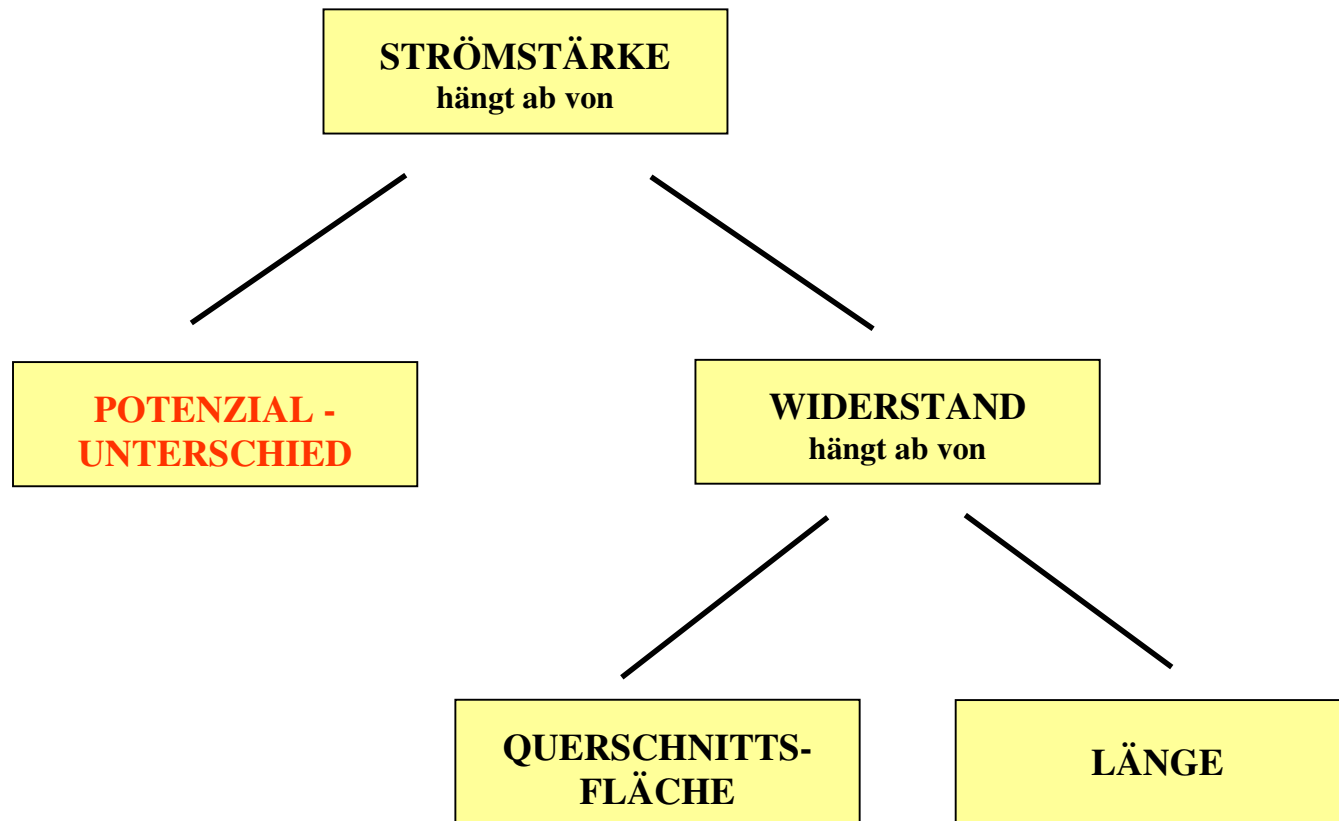 STRÖMSTÄRKE
hängt ab von
POTENZIAL -
UNTERSCHIED
WIDERSTAND
hängt ab von
QUERSCHNITTS-
FLÄCHE
LÄNGE